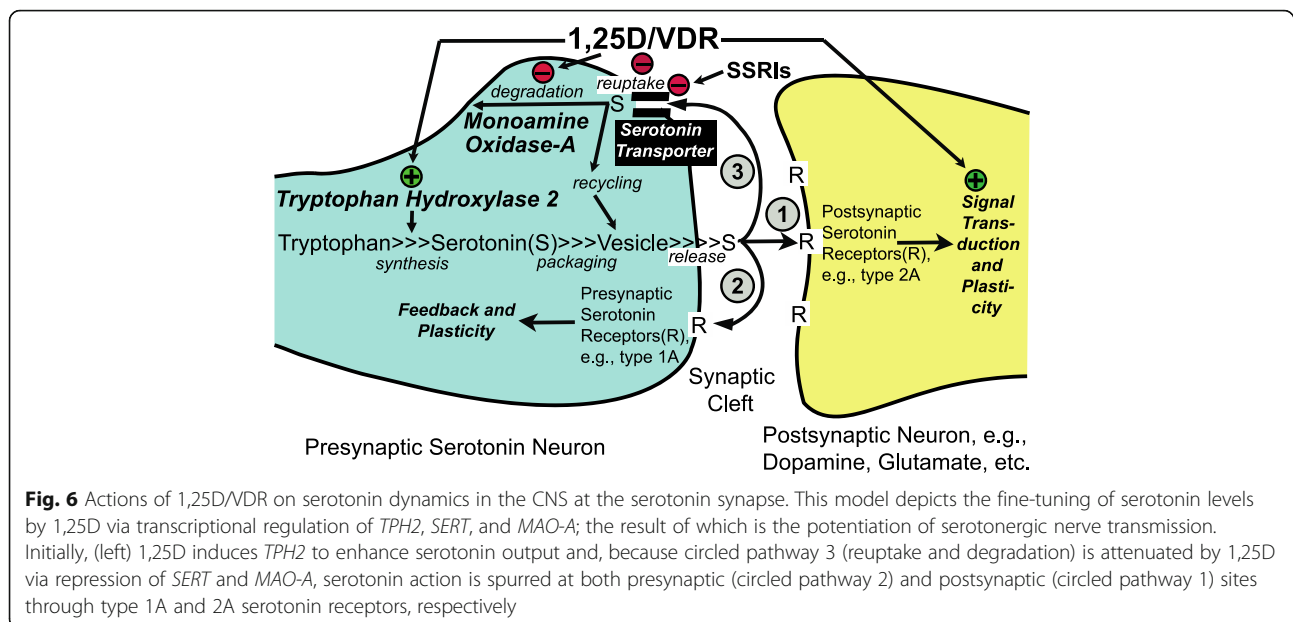 1,25D/VDR
SSRIs
reuptake
degradation
S
Monoamine
Oxidase-A
Serotonin
Transporter
recycling
Tryptophan Hydroxylase 2
Tryptophan>>>Serotonin(S)>>>Vesicle>>>>S
synthesis
packaging
release
3
1
2
R
R
R
R
Postsynaptic
Serotonin
Receptors(R),
e.g., type 2A
Signal
Trans-
duction
and
Plasti-
city
Feedback and
Plasticity
Presynaptic
Serotonin
Receptors(R),
e.g., type 1A
Synaptic
Cleft
Presynaptic Serotonin Neuron
Postsynaptic Neuron, e.g.,
Dopamine, Glutamate, etc.
Fig. 6 Actions of 1,25D/VDR on serotonin dynamics in the CNS at the serotonin synapse. This model depicts the fine-tuning of serotonin levels
by 1,25D via transcriptional regulation of TPH2, SERT, and MAO-A; the result of which is the potentiation of serotonergic nerve transmission.
Initially, (left) 1,25D induces TPH2 to enhance serotonin output and, because circled pathway 3 (reuptake and degradation) is attenuated by 1,25D
via repression of SERT and MAO-A, serotonin action is spurred at both presynaptic (circled pathway 2) and postsynaptic (circled pathway 1) sites
through type 1A and 2A serotonin receptors, respectively